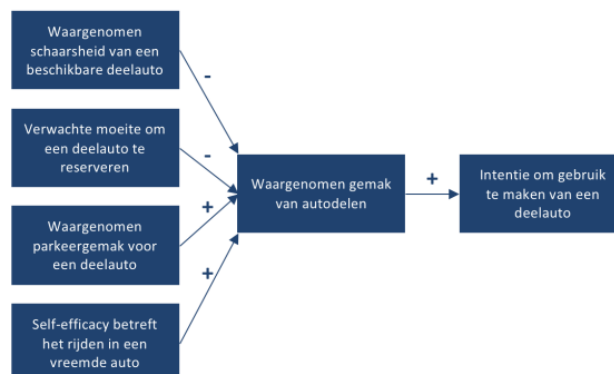 Waargenomen
schaarsheid van een
beschikbare deelauto
-
Verwachte moeite om
een deelauto te
reserveren
-
Waargenomen gemak
van autodelen
+
Intentie om gebruik
te maken van een
deelauto
+
Waargenomen
parkeergemak voor
een deelauto
+
Self-efficacy betreft
het rijden in een
vreemde auto